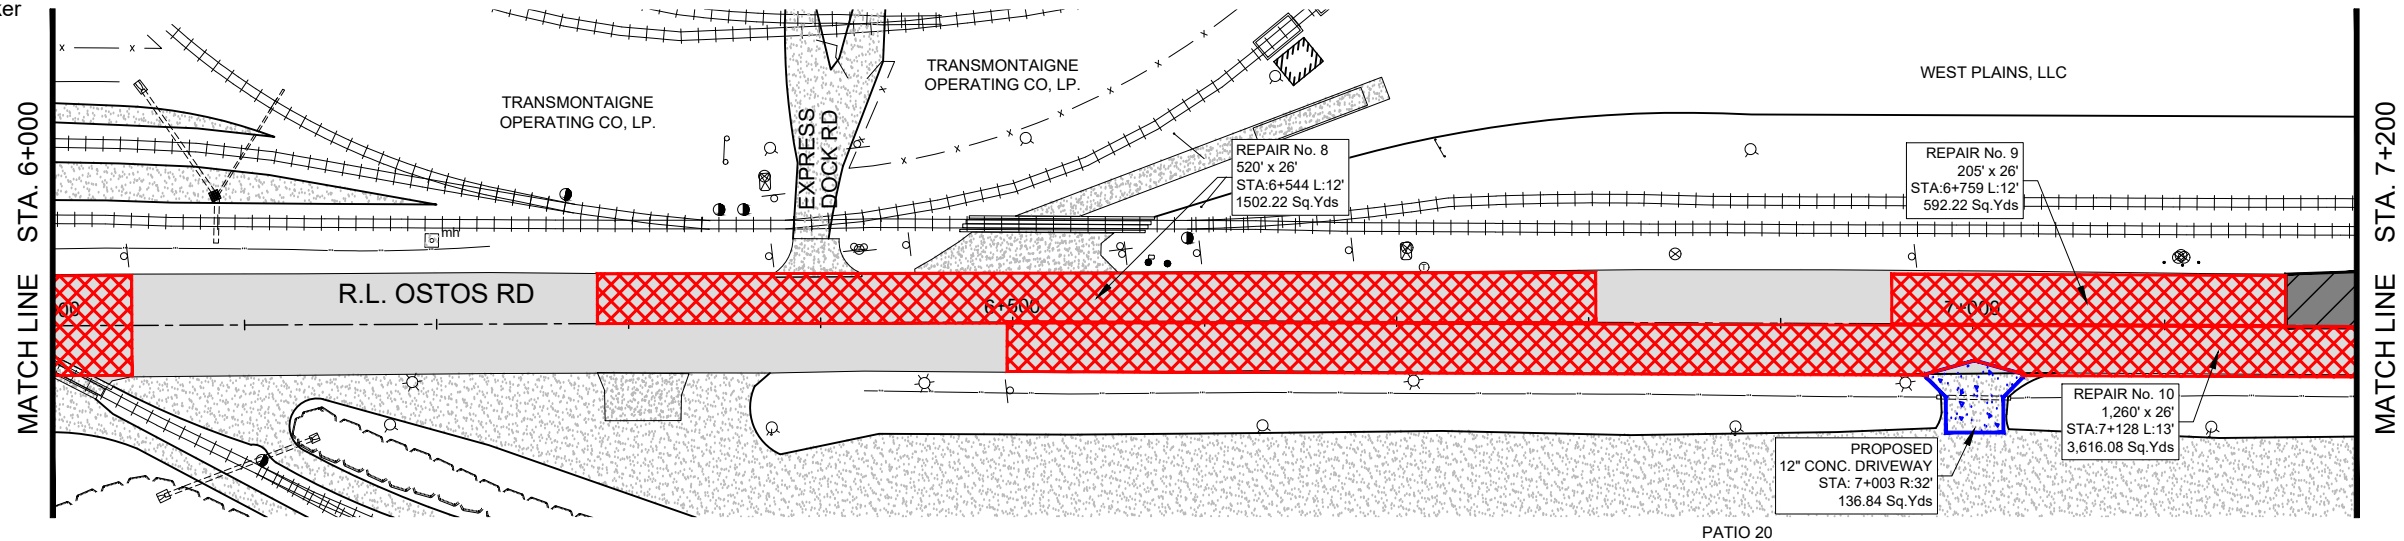 STA. 6+000
MATCH LINE
TRANSMONTAIGNE
OPERATING CO, LP.
EXPRESS
DOCK RD
TRANSMONTAIGNE
OPERATING CO, LP.
WEST PLAINS, LLC
STA. 7+200
MATCH LINE
REPAIR No. 8
520' x 26'
STA:6+544 L:12'
1502.22 Sq.Yds
REPAIR No. 9
205' x 26'
STA:6+759 L:12'
592.22 Sq.Yds
mh
R.L. OSTOS RD
6+500
7+000
REPAIR No. 10
1,260' x 26'
STA:7+128 L:13'
3,616.08 Sq.Yds
PROPOSED
12" CONC. DRIVEWAY
STA: 7+003 R:32'
136.84 Sq.Yds
PATIO 20